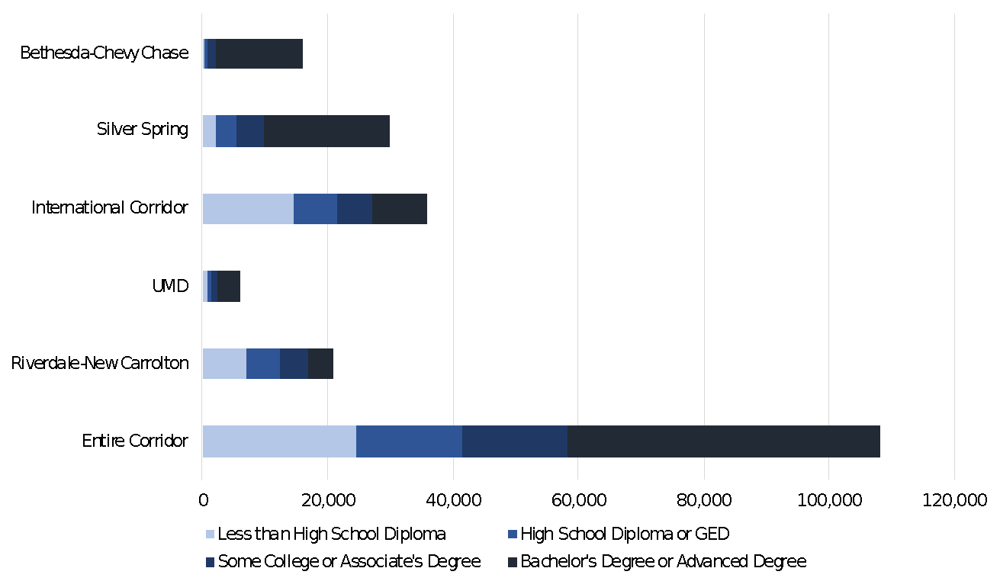 Bethesda-Chevy Chase
Silver Spring
International Corridor
UMD
Riverdale-New Carrolton
Entire Corridor
0 20,000 40,000 60,000 80,000 100,000 120,000
Less than High School Diploma High School Diploma or GED
Some College or Associate's Degree Bachelor's Degree or Advanced Degree